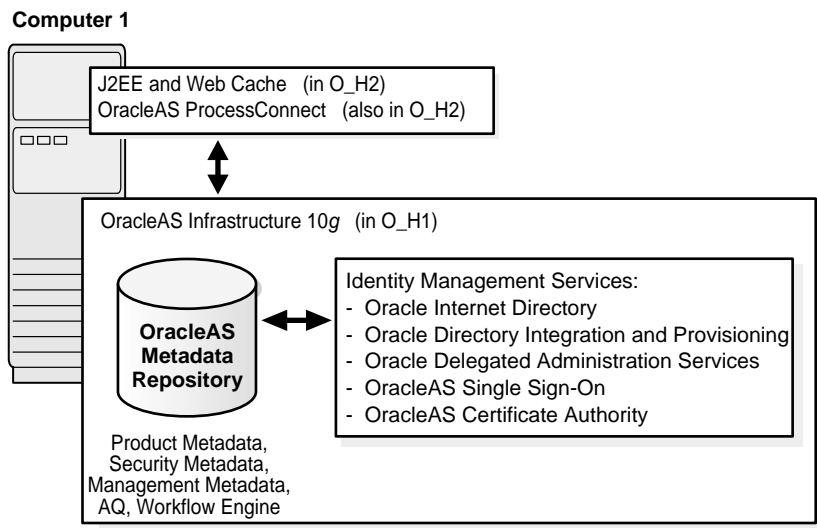 Computer 1
J2EE and Web Cache (in O_H2)
OracleAS ProcessConnect (also in O_H2)
OracleAS Infrastructure 10g (in O_H1)
OracleAS
Metadata
Repository
Product Metadata,
Security Metadata,
Management Metadata,
AQ, Workflow Engine
Identity Management Services:
- Oracle Internet Directory
- Oracle Directory Integration and Provisioning
- Oracle Delegated Administration Services
- OracleAS Single Sign-On
- OracleAS Certificate Authority